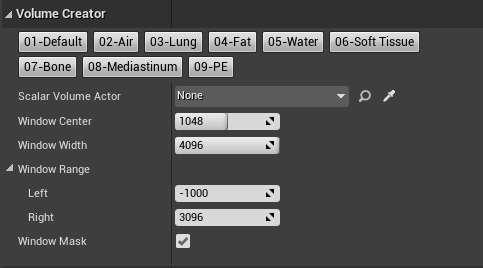 Volume Creator
01-Default 02-Air 03-Lung 04-Fat 05-Water 06-Soft Tissue
07-Bone 08-Mediastinum 09-PE
Scalar Volume Actor None
Window Center 1048
Window Width 4096
Window Range
Left -1000
Right 3096
Window Mask